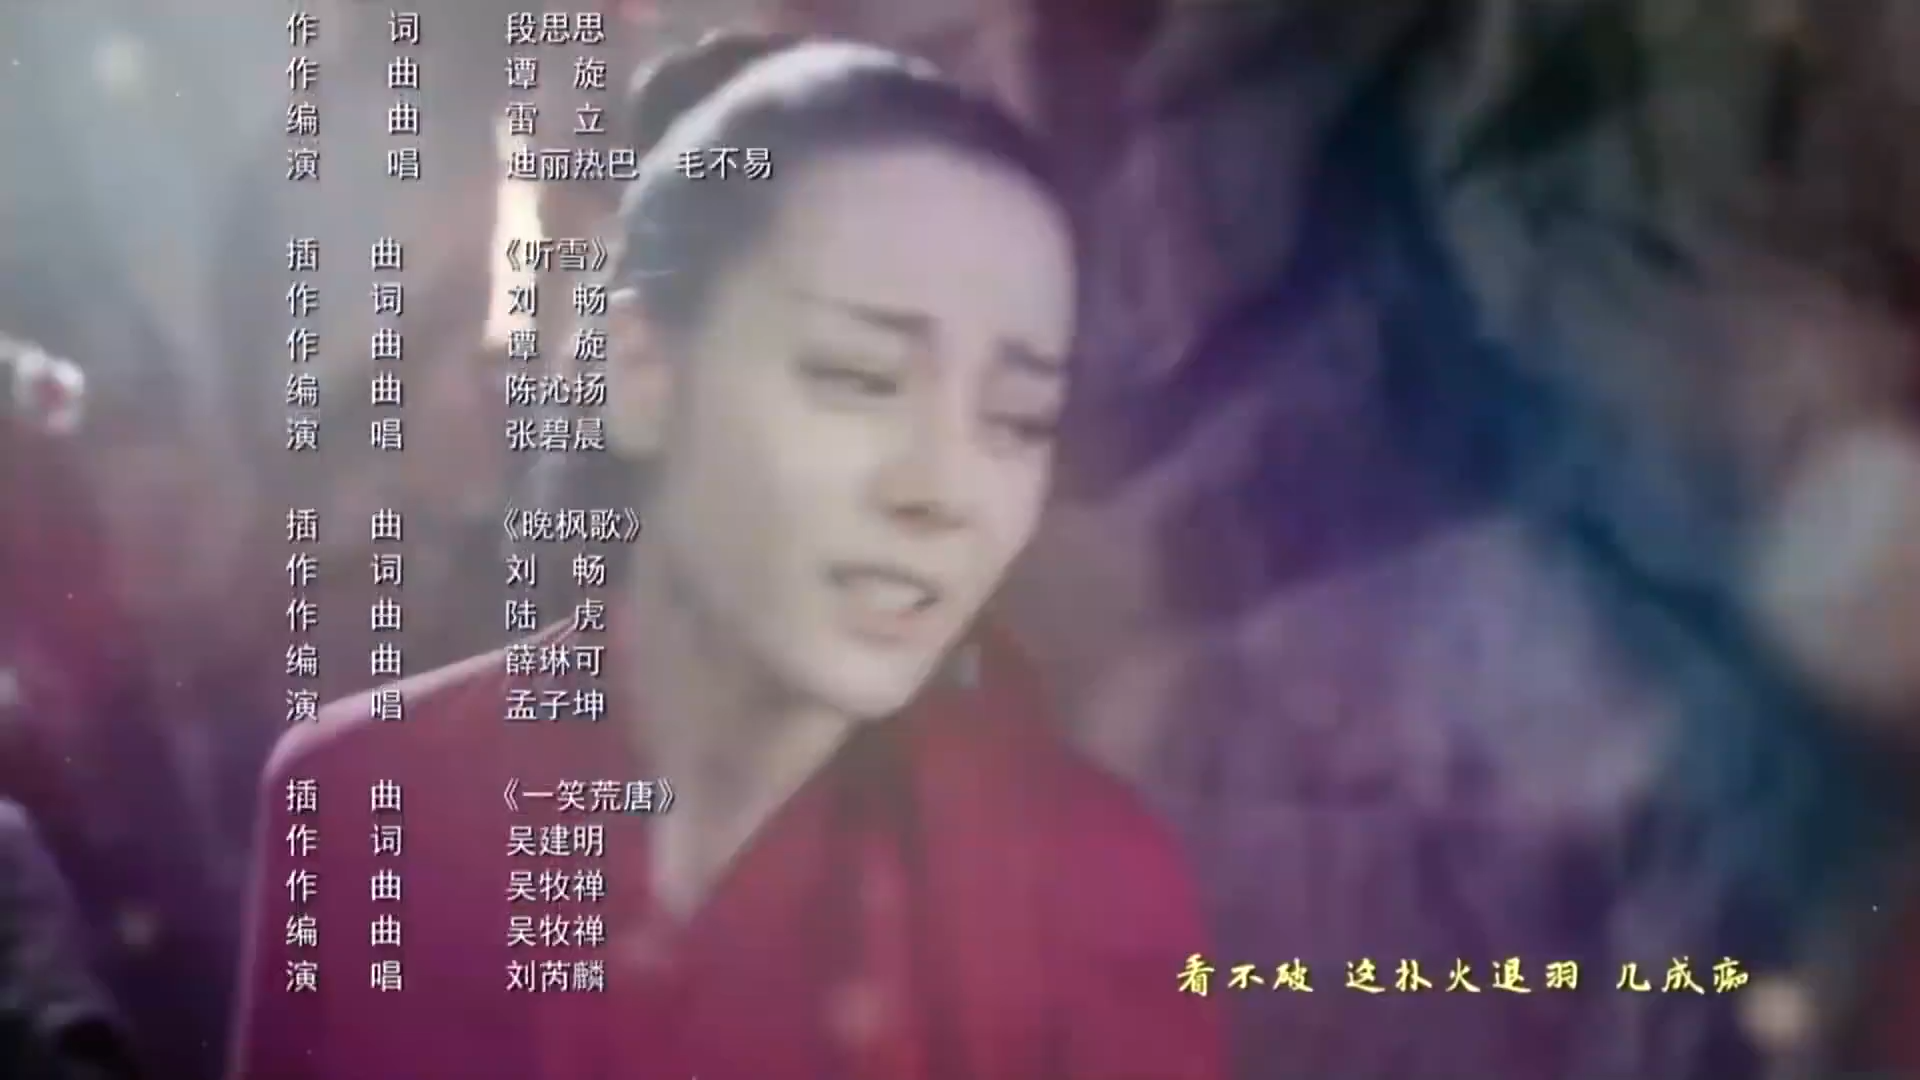 作 词 段思思
作 曲 谭 旋
编 曲 雷 立
演 唱 迪丽热巴 毛不易
插 曲 《听雪》
作 词 刘 畅
作 曲 谭 旋
编 曲 陈沁扬
演 唱 张碧晨
插 曲 《晚枫歌》
作 词 刘 畅
作 曲 陆 虎
编 曲 薛琳可
演 唱 孟子坤
插 曲 《一笑荒唐》
作 词 吴建明
作 曲 吴牧禅
编 曲 吴牧禅
演 唱 刘芮麟
看不破 这扑火退羽 几成痴